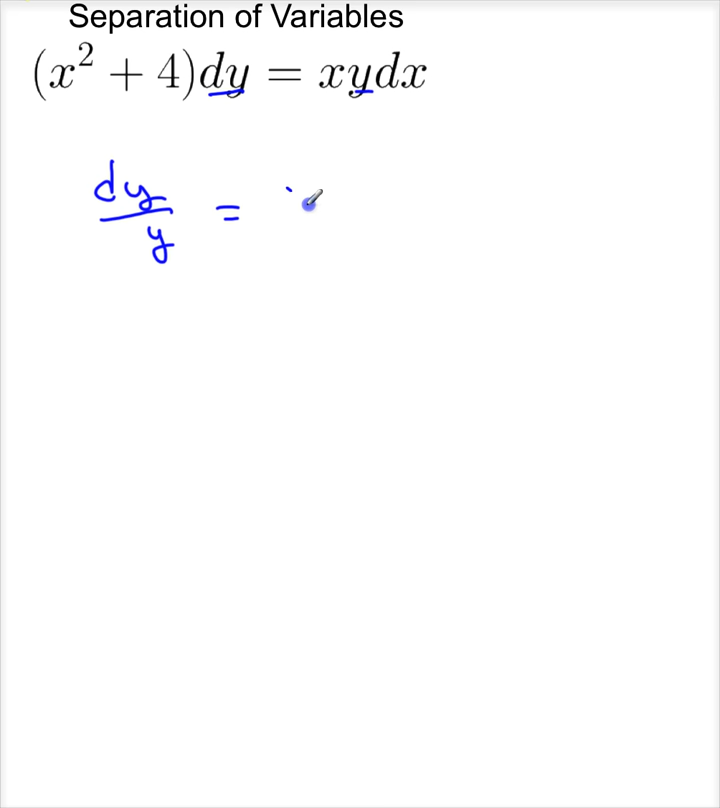 Separation of Variables
(x² + 4)dy = xydx
dy/y =